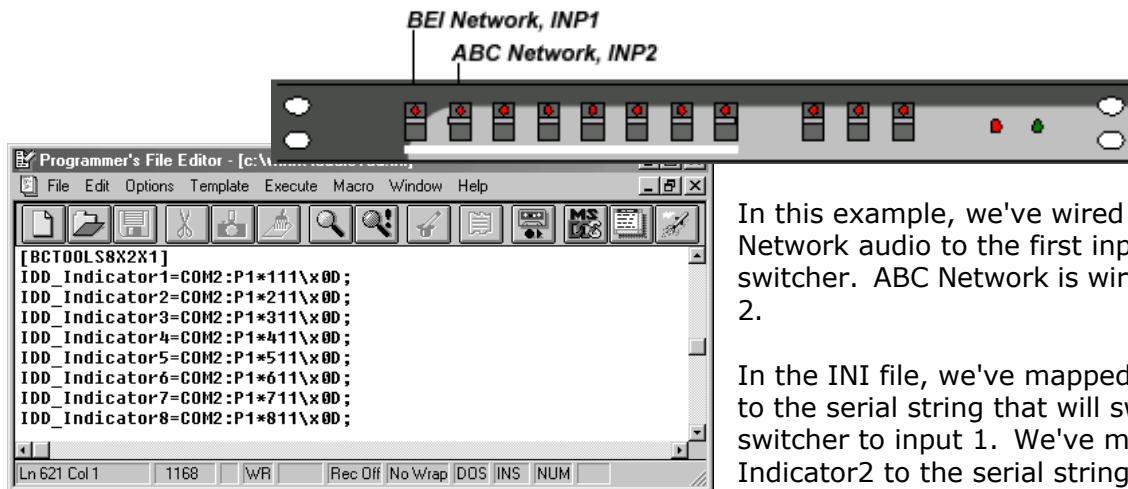 BEI Network, INP1
ABC Network, INP2
Programmer's File Editor - [c:\
File Edit Options Template Execute Macro Window Help
MS
DOS
[BCTOOLS8X2X1]
IDD_Indicator1=COM2:P1*111\x0D;
IDD_Indicator2=COM2:P1*211\x0D;
IDD_Indicator3=COM2:P1*311\x0D;
IDD_Indicator4=COM2:P1*411\x0D;
IDD_Indicator5=COM2:P1*511\x0D;
IDD_Indicator6=COM2:P1*611\x0D;
IDD_Indicator7=COM2:P1*711\x0D;
IDD_Indicator8=COM2:P1*811\x0D;
Ln 621 Col 1 1168 WR Rec Off No Wrap DOS INS NUM
In this example, we've wired
Network audio to the first inp
switcher. ABC Network is wir
2.
In the INI file, we've mapped
to the serial string that will s
switcher to input 1. We've m
Indicator2 to the serial string